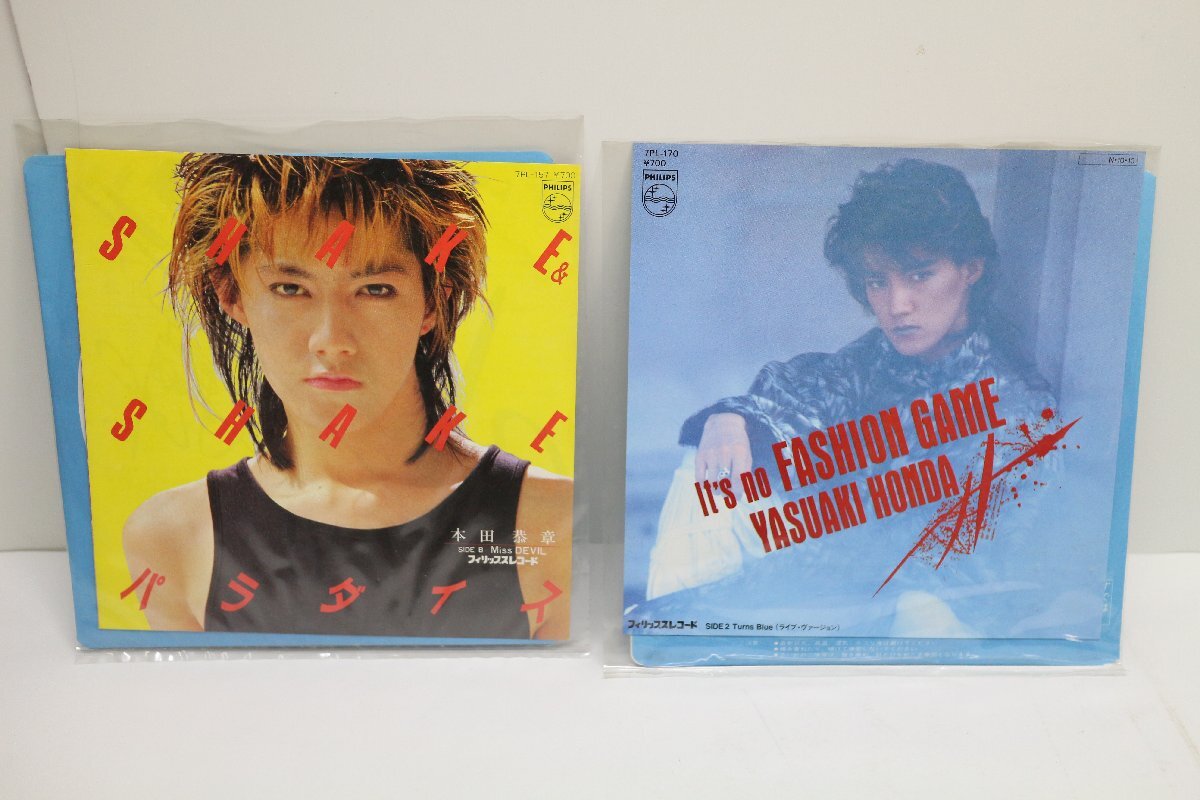 7PL-157 ¥700
PHILIPS
SHAKE &
SHAKE
パラダイス
本田恭章
SIDE B Miss DEVIL
フィリップスレコード
7PL-170
¥700
PHILIPS
It's no FASHION GAME
YASUAKI HONDA
フィリップスレコード SIDE 2 Turns Blue (ライブ・ヴァージョン)